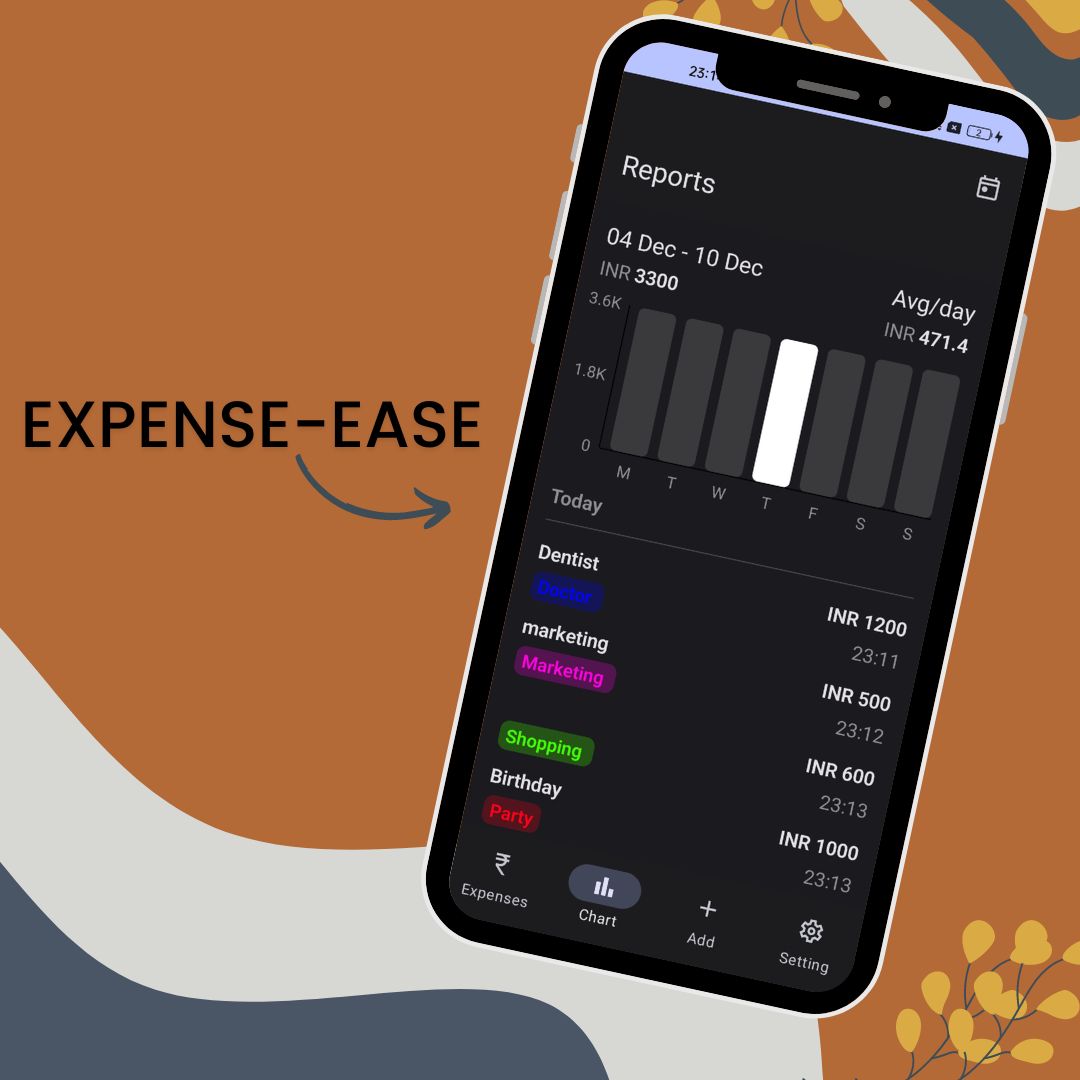 EXPENSE-EASE
23:1
2
Reports
04 Dec - 10 Dec
INR 3300
Avg/day
INR 471.4
3.6K
1.8K
0
M T W T F S S
Today
Dentist
Doctor
INR 1200
23:11
marketing
Marketing
INR 500
23:12
Shopping
INR 600
23:13
Birthday
Party
INR 1000
23:13
₹
Expenses
Chart
Add
Setting